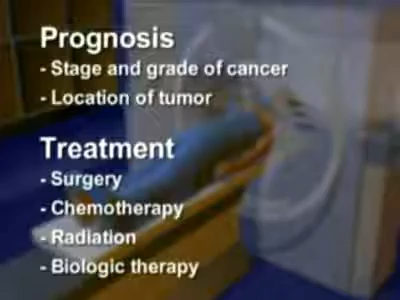 Prognosis
- Stage and grade of cancer
- Location of tumor
Treatment
- Surgery
- Chemotherapy
- Radiation
- Biologic therapy